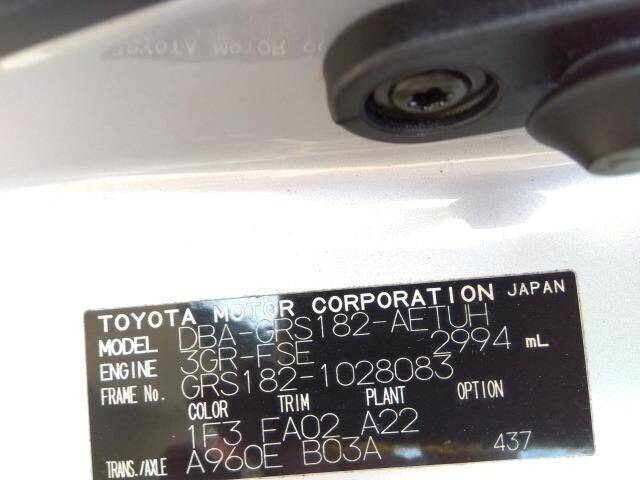 TOYOTA MOTOR CORPORATION JAPAN
MODEL DBA-GRS182-AETUH
ENGINE 3GR-FSE 2994 mL
FRAME No. GRS182-1028083
COLOR TRIM PLANT OPTION
1F3 FA02 A22
TRANS./AXLE A960E B03A 437